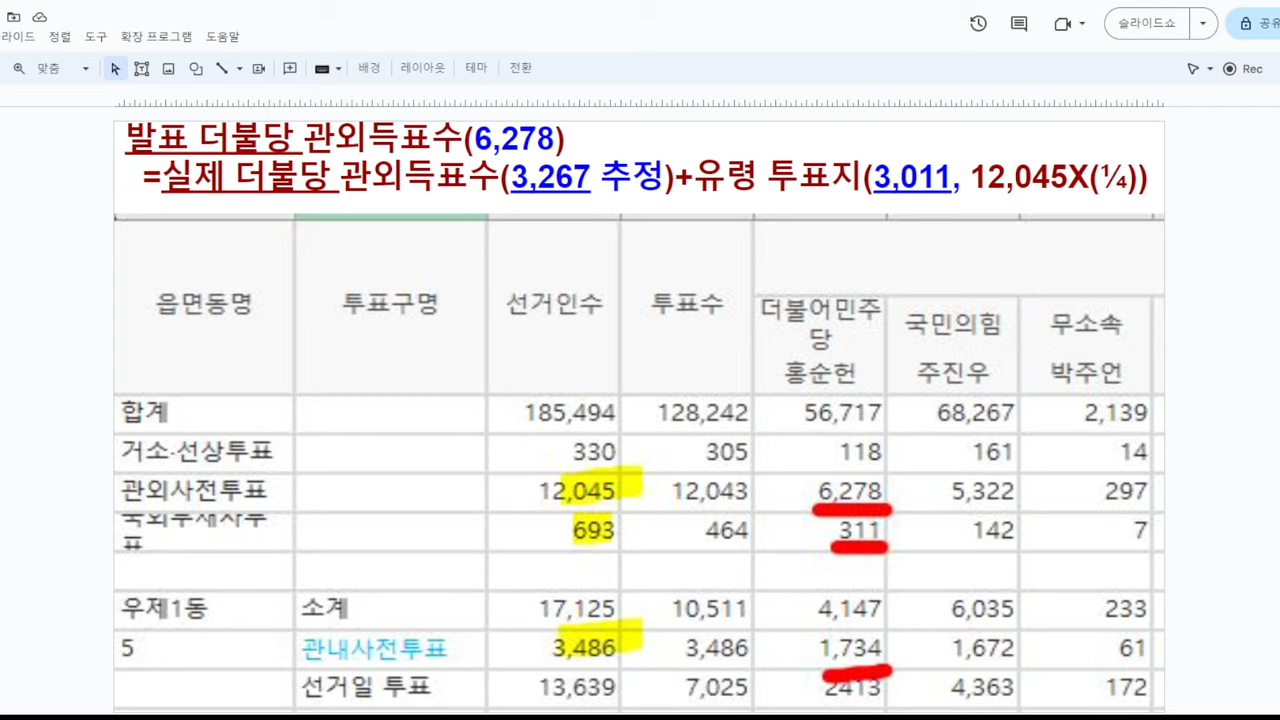 라이드 정렬 도구 확장 프로그램 도움말
슬라이드쇼
공유
맞춤
배경 레이아웃 테마 전환
Rec
발표 더불당 관외득표수(6,278)
=실제 더불당 관외득표수(3,267 추정)+유령 투표지(3,011, 12,045X(¼))
읍면동명 투표구명 선거인수 투표수
더불어민주
당
홍순헌
국민의힘
주진우
무소속
박주언
합계 185,494 128,242 56,717 68,267 2,139
거소·선상투표 330 305 118 161 14
관외사전투표 12,045 12,043 6,278 5,322 297
국외부재자투
표 693 464 311 142 7
우제1동 소계 17,125 10,511 4,147 6,035 233
5 관내사전투표 3,486 3,486 1,734 1,672 61
선거일 투표 13,639 7,025 2413 4,363 172